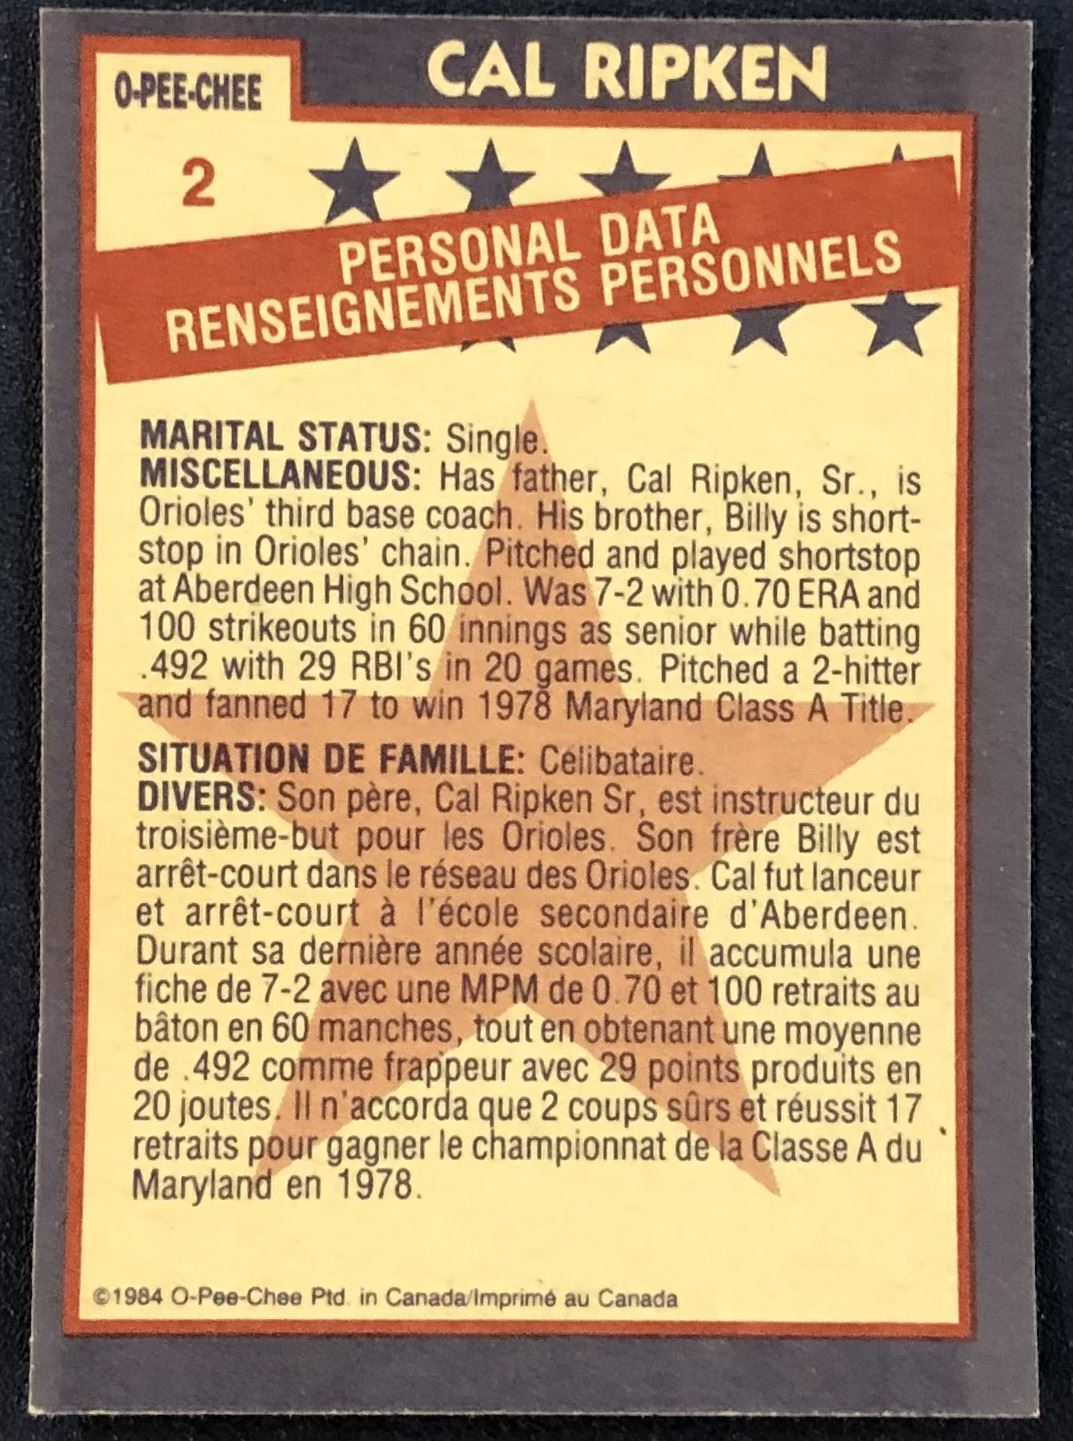 CAL RIPKEN
O-PEE-CHEE
2
PERSONAL DATA
RENSEIGNEMENTS PERSONNELS
MARITAL STATUS: Single.
MISCELLANEOUS: Has father, Cal Ripken, Sr., is
Orioles' third base coach. His brother, Billy is short-
stop in Orioles' chain. Pitched and played shortstop
at Aberdeen High School. Was 7-2 with 0.70 ERA and
100 strikeouts in 60 innings as senior while batting
.492 with 29 RBI's in 20 games. Pitched a 2-hitter
and fanned 17 to win 1978 Maryland Class A Title.
SITUATION DE FAMILLE: Célibataire.
DIVERS: Son père, Cal Ripken Sr, est instructeur du
troisième-but pour les Orioles. Son frère Billy est
arrêt-court dans le réseau des Orioles. Cal fut lanceur
et arrêt-court à l'école secondaire d'Aberdeen.
Durant sa dernière année scolaire, il accumula une
fiche de 7-2 avec une MPM de 0.70 et 100 retraits au
bâton en 60 manches, tout en obtenant une moyenne
de .492 comme frappeur avec 29 points produits en
20 joutes. Il n'accorda que 2 coups sûrs et réussit 17
retraits pour gagner le championnat de la Classe A du
Maryland en 1978.
©1984 O-Pee-Chee Ptd. in Canada/Imprimé au Canada